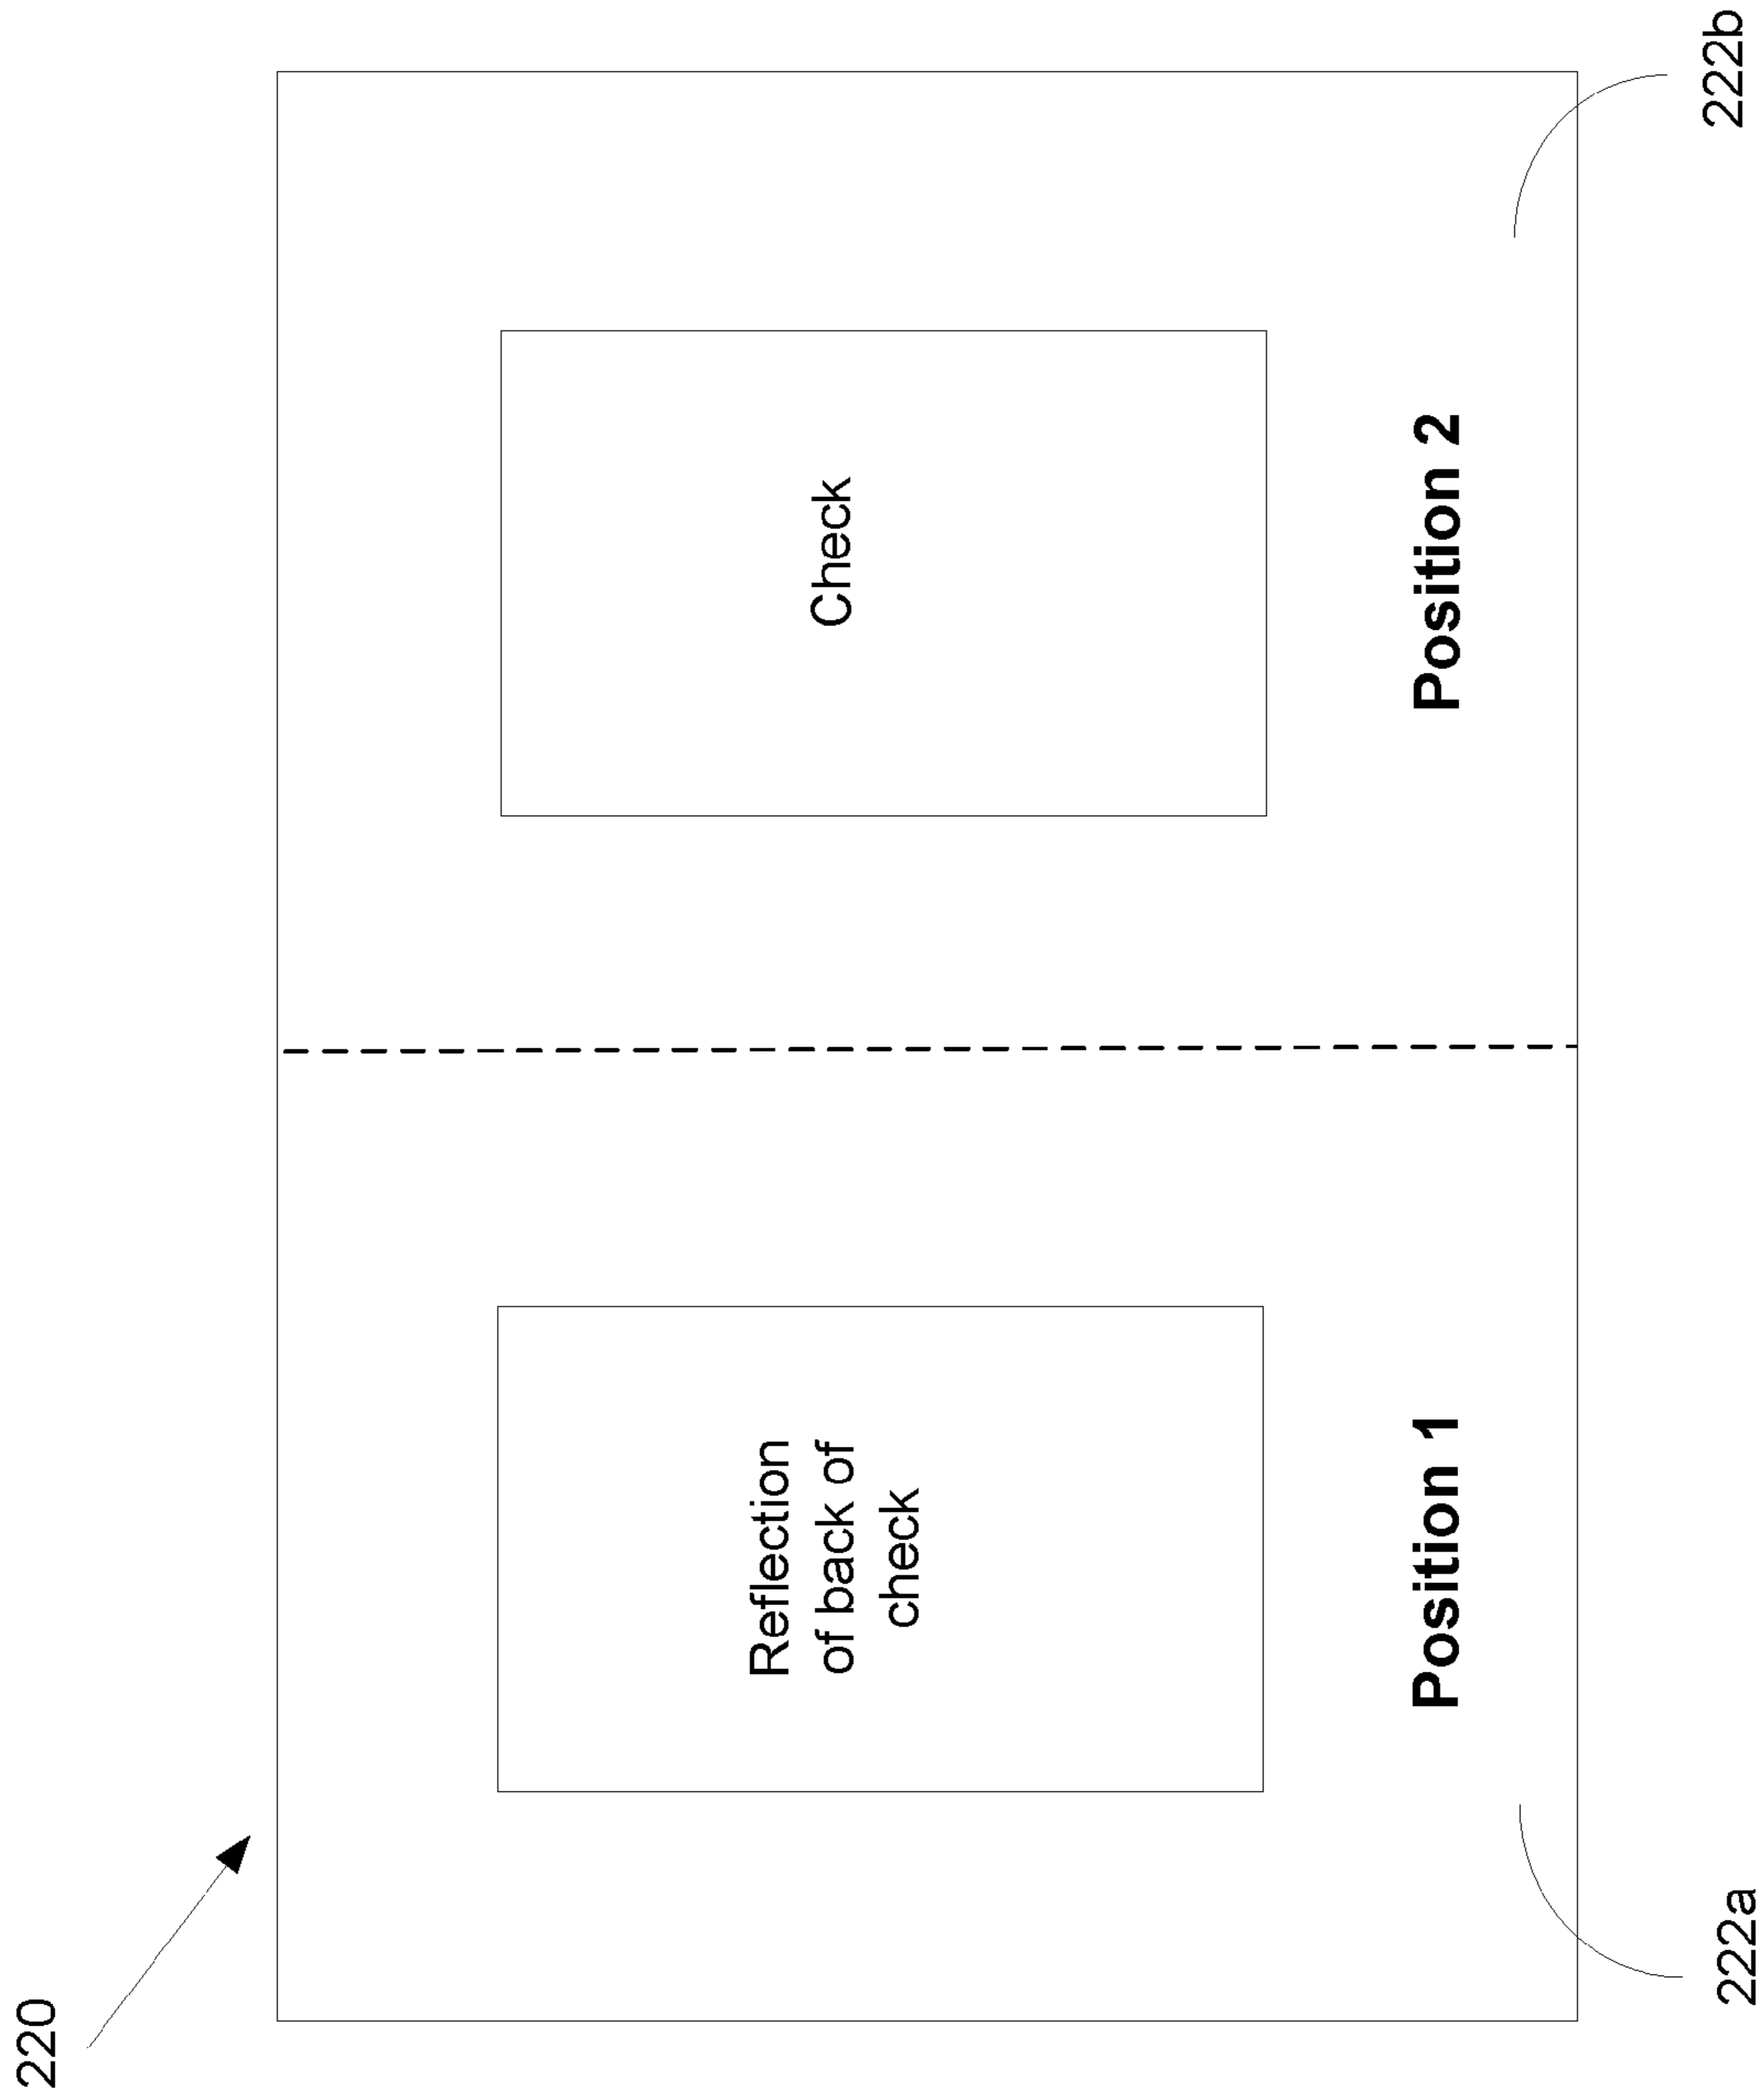 220
Reflection
of back of
check
Check
Position 1
Position 2
222a
222b